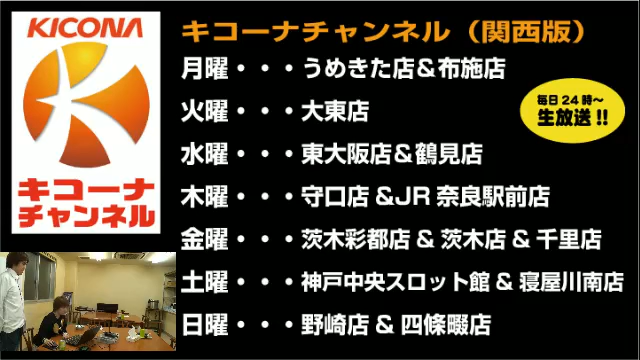 KICONA
キコーナ
チャンネル
キコーナチャンネル（関西版）
月曜・・・うめきた店＆布施店
火曜・・・大東店
水曜・・・東大阪店＆鶴見店
木曜・・・守口店＆JR奈良駅前店
金曜・・・茨木彩都店 & 茨木店 & 千里店
土曜・・・神戸中央スロット館 & 寝屋川南店
日曜・・・野崎店 & 四條畷店
毎日24時〜
生放送!!